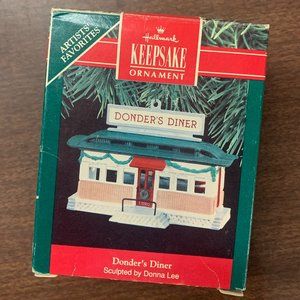 ARTISTS'
FAVORITES
Hallmark
KEEPSAKE
ORNAMENT
DONDER'S DINER
Donder's Diner
Sculpted by Donna Lee